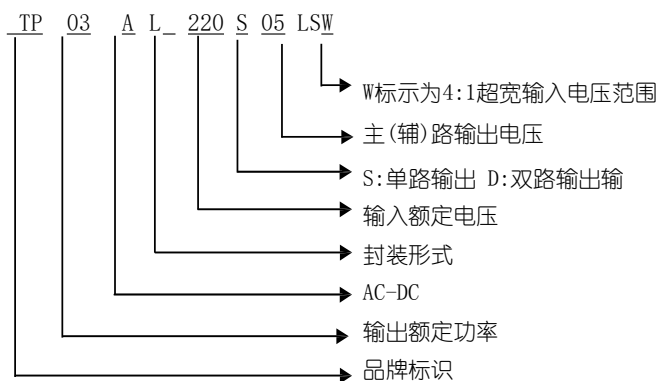 TP 03 A L 220 S 05 LSW
W标示为4:1超宽输入电压范围
主(辅)路输出电压
S:单路输出 D:双路输出输
输入额定电压
封装形式
AC-DC
输出额定功率
品牌标识